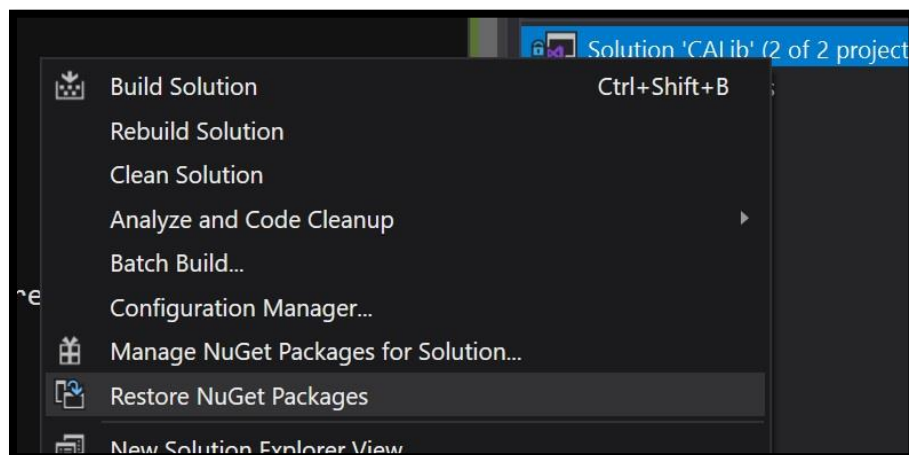 Solution 'CALib' (2 of 2 project
Build Solution Ctrl+Shift+B
Rebuild Solution
Clean Solution
Analyze and Code Cleanup
Batch Build...
Configuration Manager...
Manage NuGet Packages for Solution...
Restore NuGet Packages
New Solution Explorer View